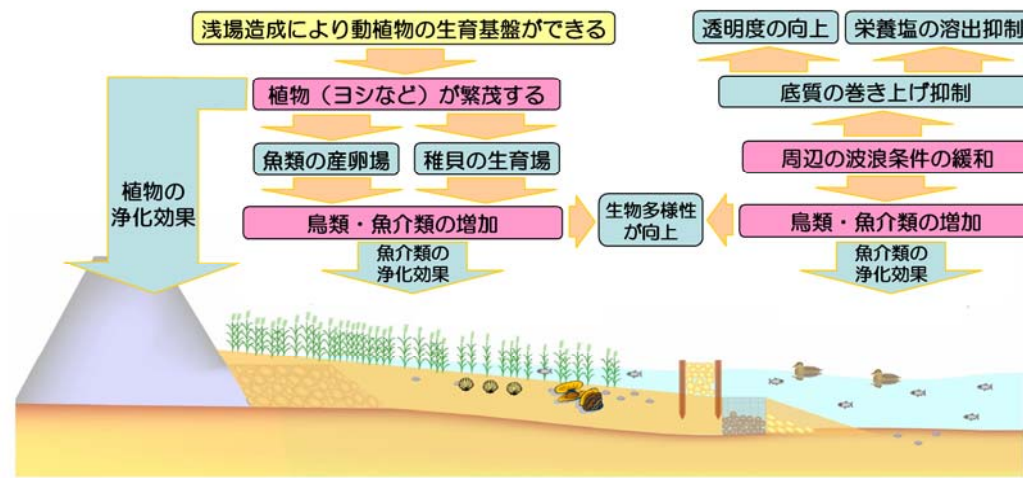 浅場造成により動植物の生育基盤ができる
植物（ヨシなど）が繁茂する
魚類の産卵場
稚貝の生育場
鳥類・魚介類の増加
魚介類の
浄化効果
植物の
浄化効果
生物多様性
が向上
透明度の向上
栄養塩の溶出抑制
底質の巻き上げ抑制
周辺の波浪条件の緩和
鳥類・魚介類の増加
魚介類の
浄化効果